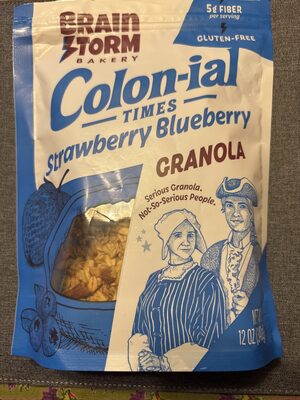 BRAIN
STORM
BAKERY
5g FIBER
per serving
GLUTEN-FREE
Colon-ial
TIMES
Strawberry Blueberry
GRANOLA
Serious Granola.
Not-So-Serious People.
12 OZ